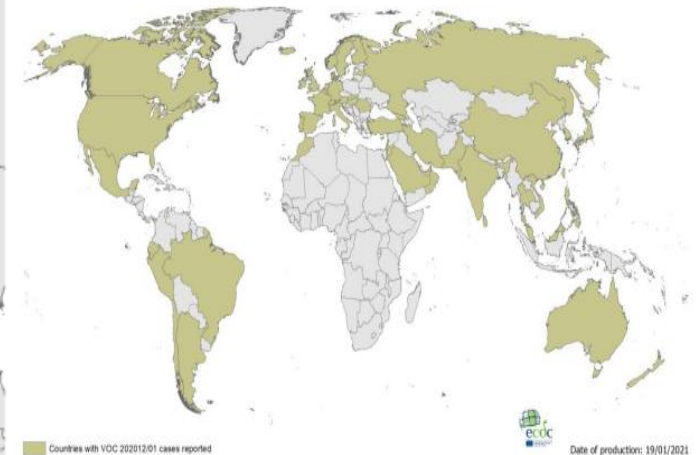 Countries with VOC 202012/01 cases reported
ecdc
Date of production: 19/01/2021